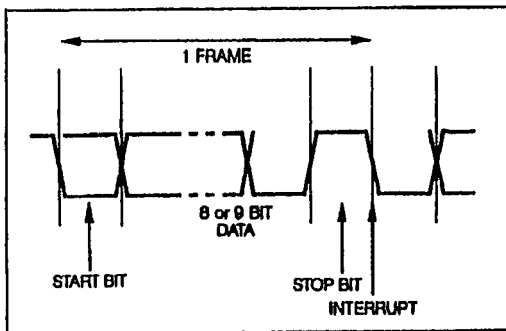 1 FRAME
8 or 9 BIT
DATA
START BIT
STOP BIT
INTERRUPT